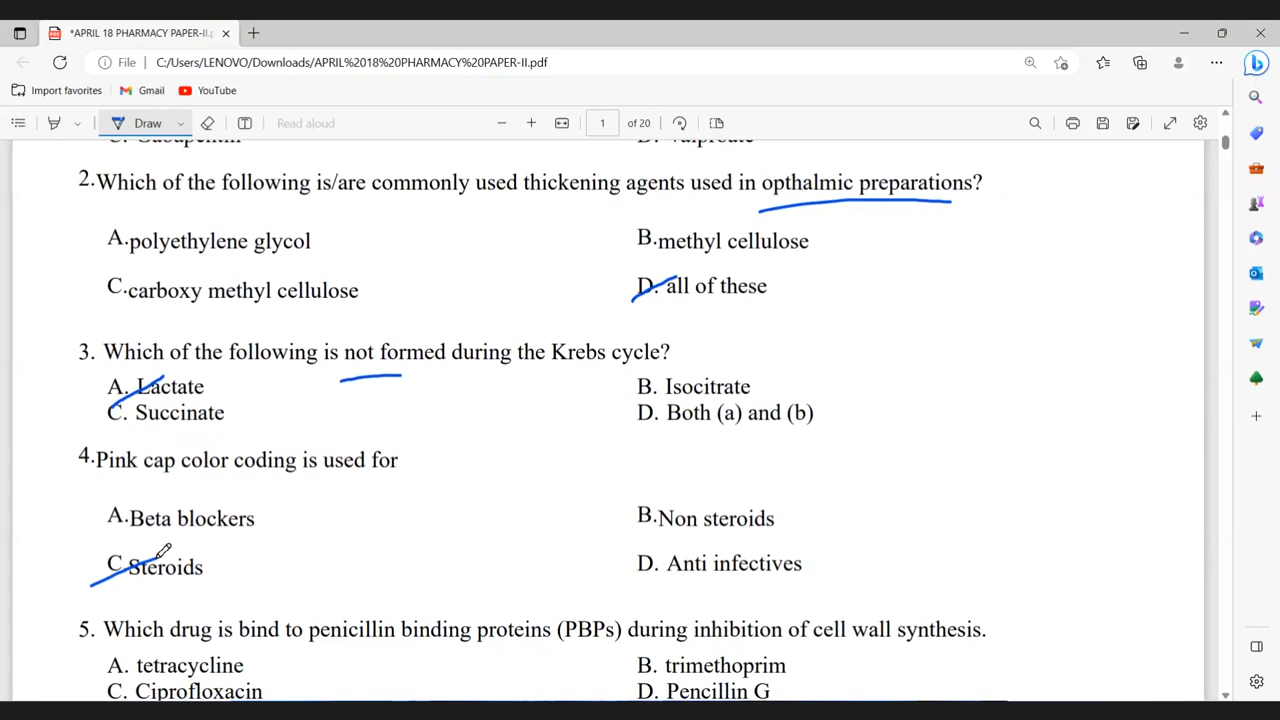 *APRIL 18 PHARMACY PAPER-II.p
File C:/Users/LENOVO/Downloads/APRIL%2018%20PHARMACY%20PAPER-II.pdf
Import favorites Gmail YouTube
Draw Read aloud 1 of 20
2.Which of the following is/are commonly used thickening agents used in opthalmic preparations?
A.polyethylene glycol B.methyl cellulose
C.carboxy methyl cellulose D. all of these
3. Which of the following is not formed during the Krebs cycle?
A. Lactate B. Isocitrate
C. Succinate D. Both (a) and (b)
4.Pink cap color coding is used for
A.Beta blockers B.Non steroids
C Steroids D. Anti infectives
5. Which drug is bind to penicillin binding proteins (PBPs) during inhibition of cell wall synthesis.
A. tetracycline B. trimethoprim
C. Ciprofloxacin D. Pencillin G